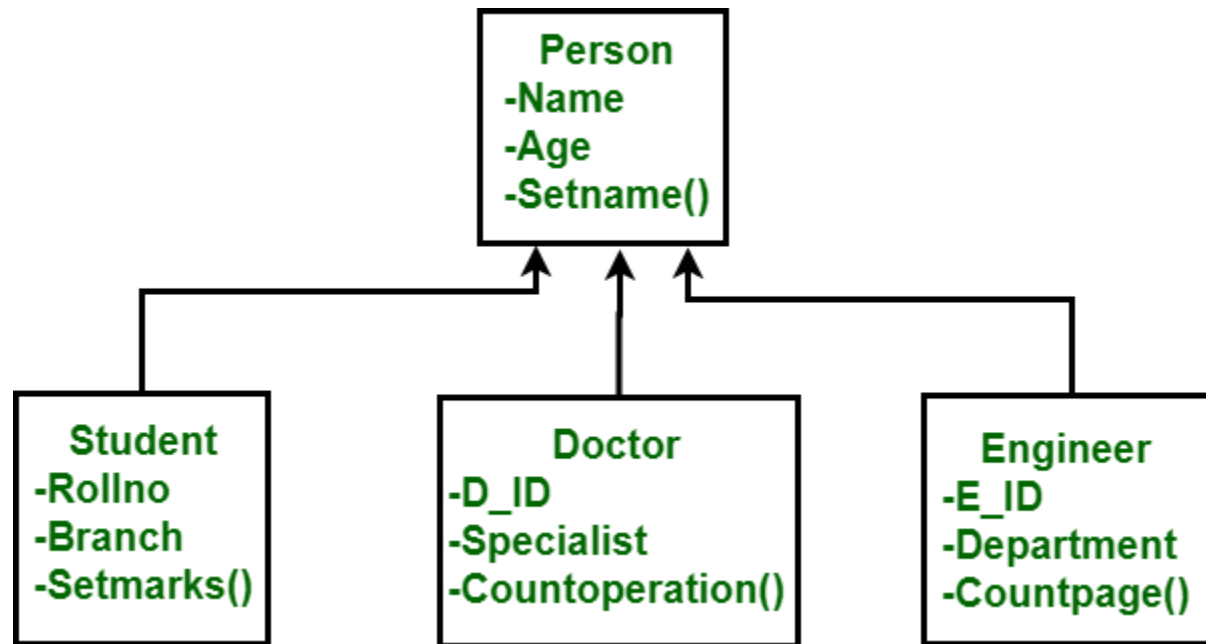 Person
-Name
-Age
-Setname()
Student
-Rollno
-Branch
-Setmarks()
Doctor
-D_ID
-Specialist
-Countoperation()
Engineer
-E_ID
-Department
-Countpage()